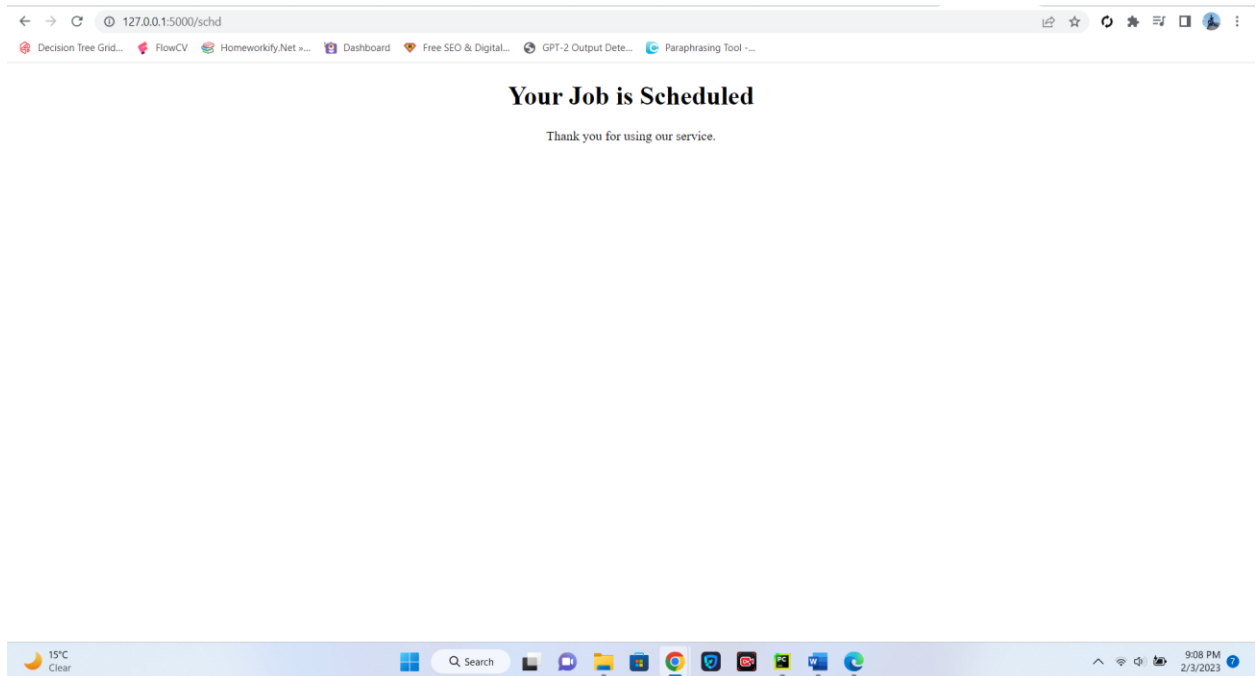 127.0.0.1:5000/schd
Decision Tree Grid... FlowCV Homeworkify.Net »... Dashboard Free SEO & Digital... GPT-2 Output Dete... Paraphrasing Tool -...
Your Job is Scheduled
Thank you for using our service.
15°C
Clear
Search
PC
W
9:08 PM
2/3/2023
7